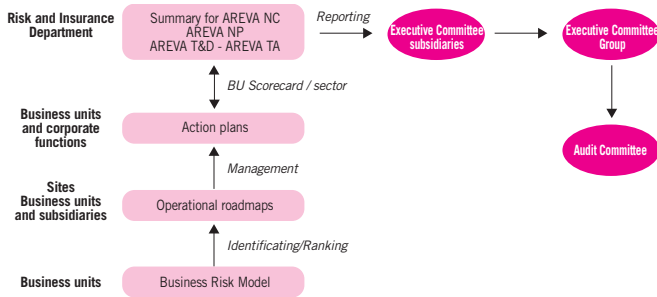 Risk and Insurance
Department
Summary for AREVA NC
AREVA NP
AREVA T&D - AREVA TA
Reporting
Executive Committee
subsidiaries
Executive Committee
Group
BU Scorecard / sector
Business units
and corporate
functions
Action plans
Audit Committee
Management
Sites
Business units
and subsidiaries
Operational roadmaps
Identificating/Ranking
Business units
Business Risk Model